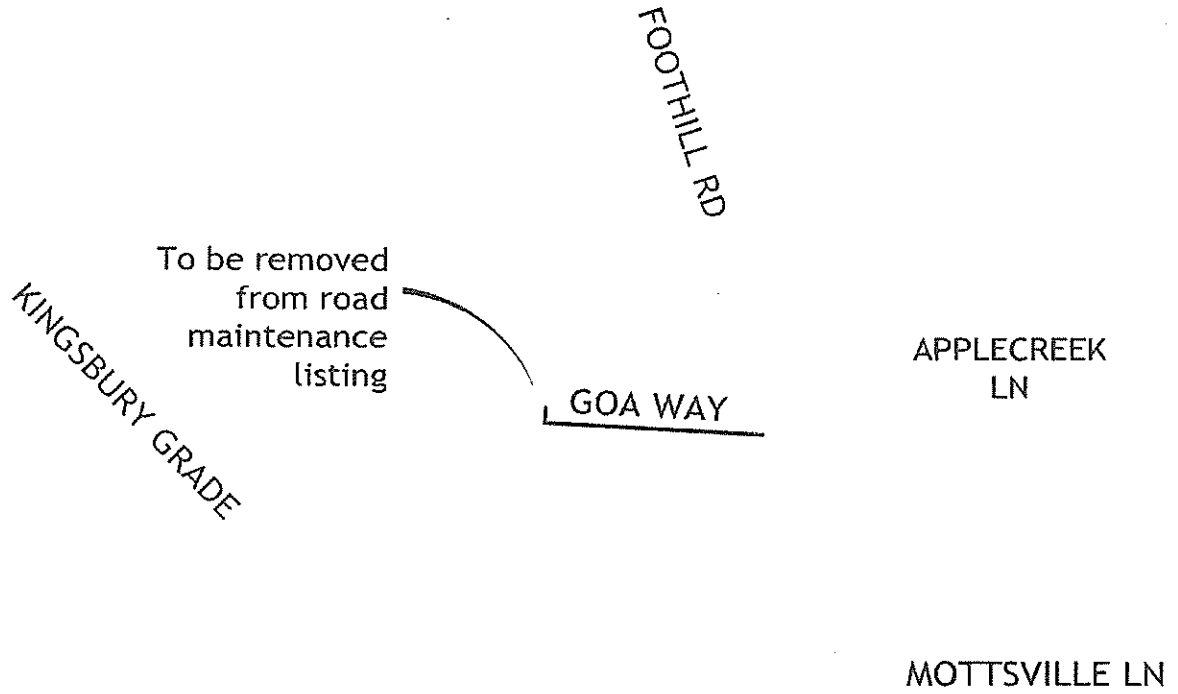 FOOTHILL RD
To be removed
from road
maintenance
listing
KINGSBURY GRADE
APPLECREEK
LN
GOA WAY
MOTTSVILLE LN